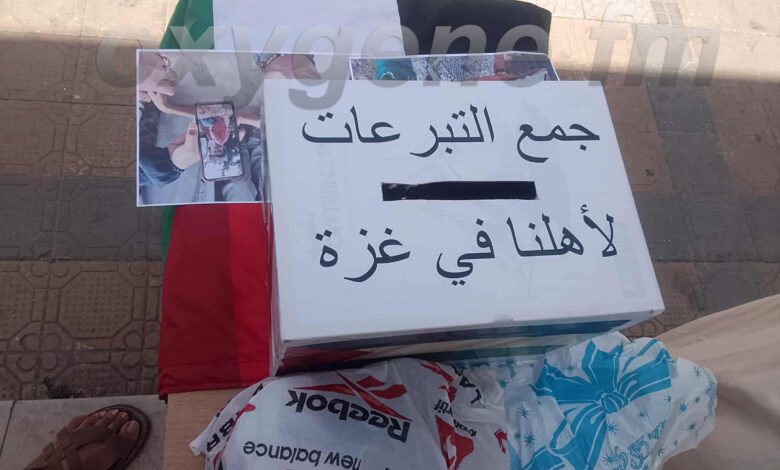 oxygene fm
جمع التبرعات
لأهلنا في غزة
Reebok
new balance